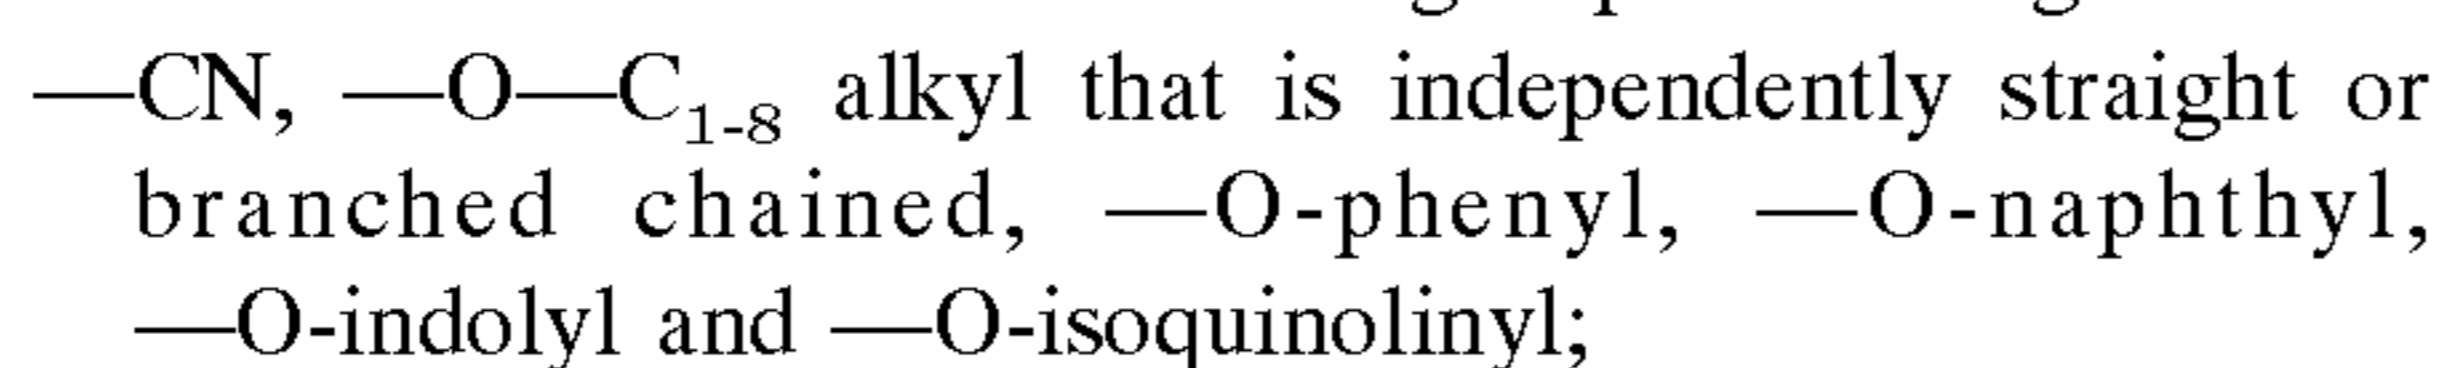 —CN, —O—C₁₋₈ alkyl that is independently straight or
branched chained, —O-phenyl, —O-naphthyl,
—O-indolyl and —O-isoquinolinyl;